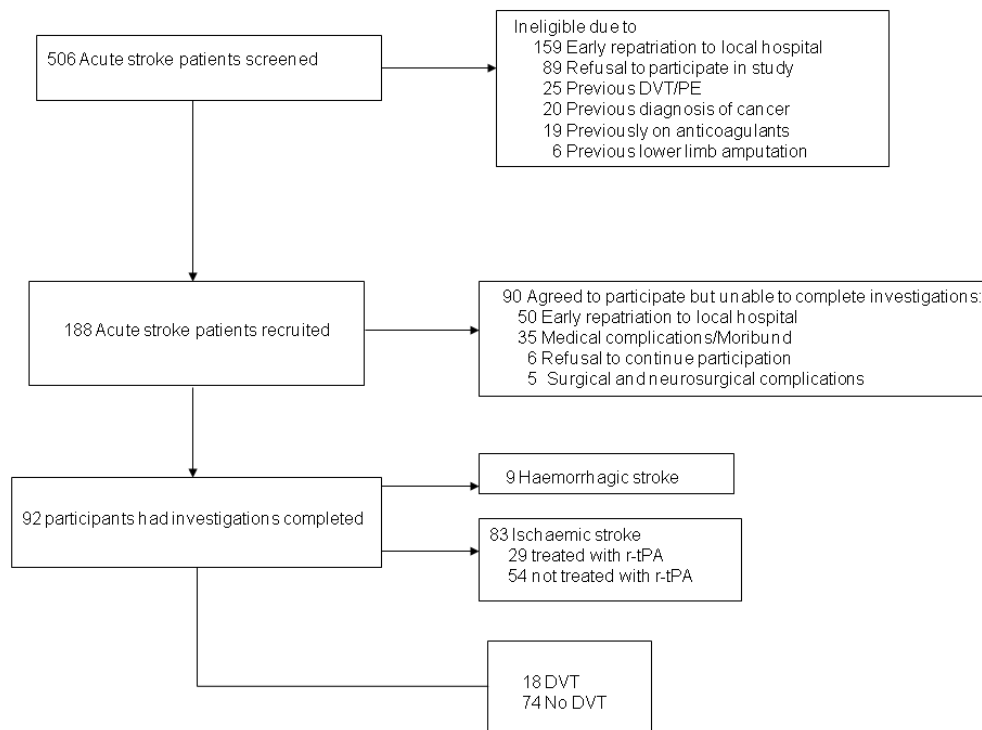 506 Acute stroke patients screened
Ineligible due to
159 Early repatriation to local hospital
89 Refusal to participate in study
25 Previous DVT/PE
20 Previous diagnosis of cancer
19 Previously on anticoagulants
6 Previous lower limb amputation
188 Acute stroke patients recruited
90 Agreed to participate but unable to complete investigations:
50 Early repatriation to local hospital
35 Medical complications/Moribund
6 Refusal to continue participation
5 Surgical and neurosurgical complications
92 participants had investigations completed
9 Haemorrhagic stroke
83 Ischaemic stroke
29 treated with r-tPA
54 not treated with r-tPA
18 DVT
74 No DVT